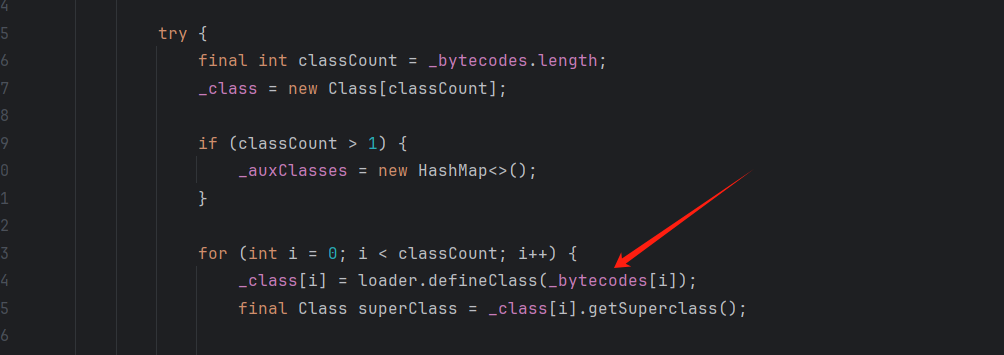 4
5 try {
6 final int classCount = _bytecodes.length;
7 _class = new Class[classCount];
8
9 if (classCount > 1) {
0 _auxClasses = new HashMap<>();
1 }
2
3 for (int i = 0; i < classCount; i++) {
4 _class[i] = loader.defineClass(_bytecodes[i]);
5 final Class superClass = _class[i].getSuperclass();
6